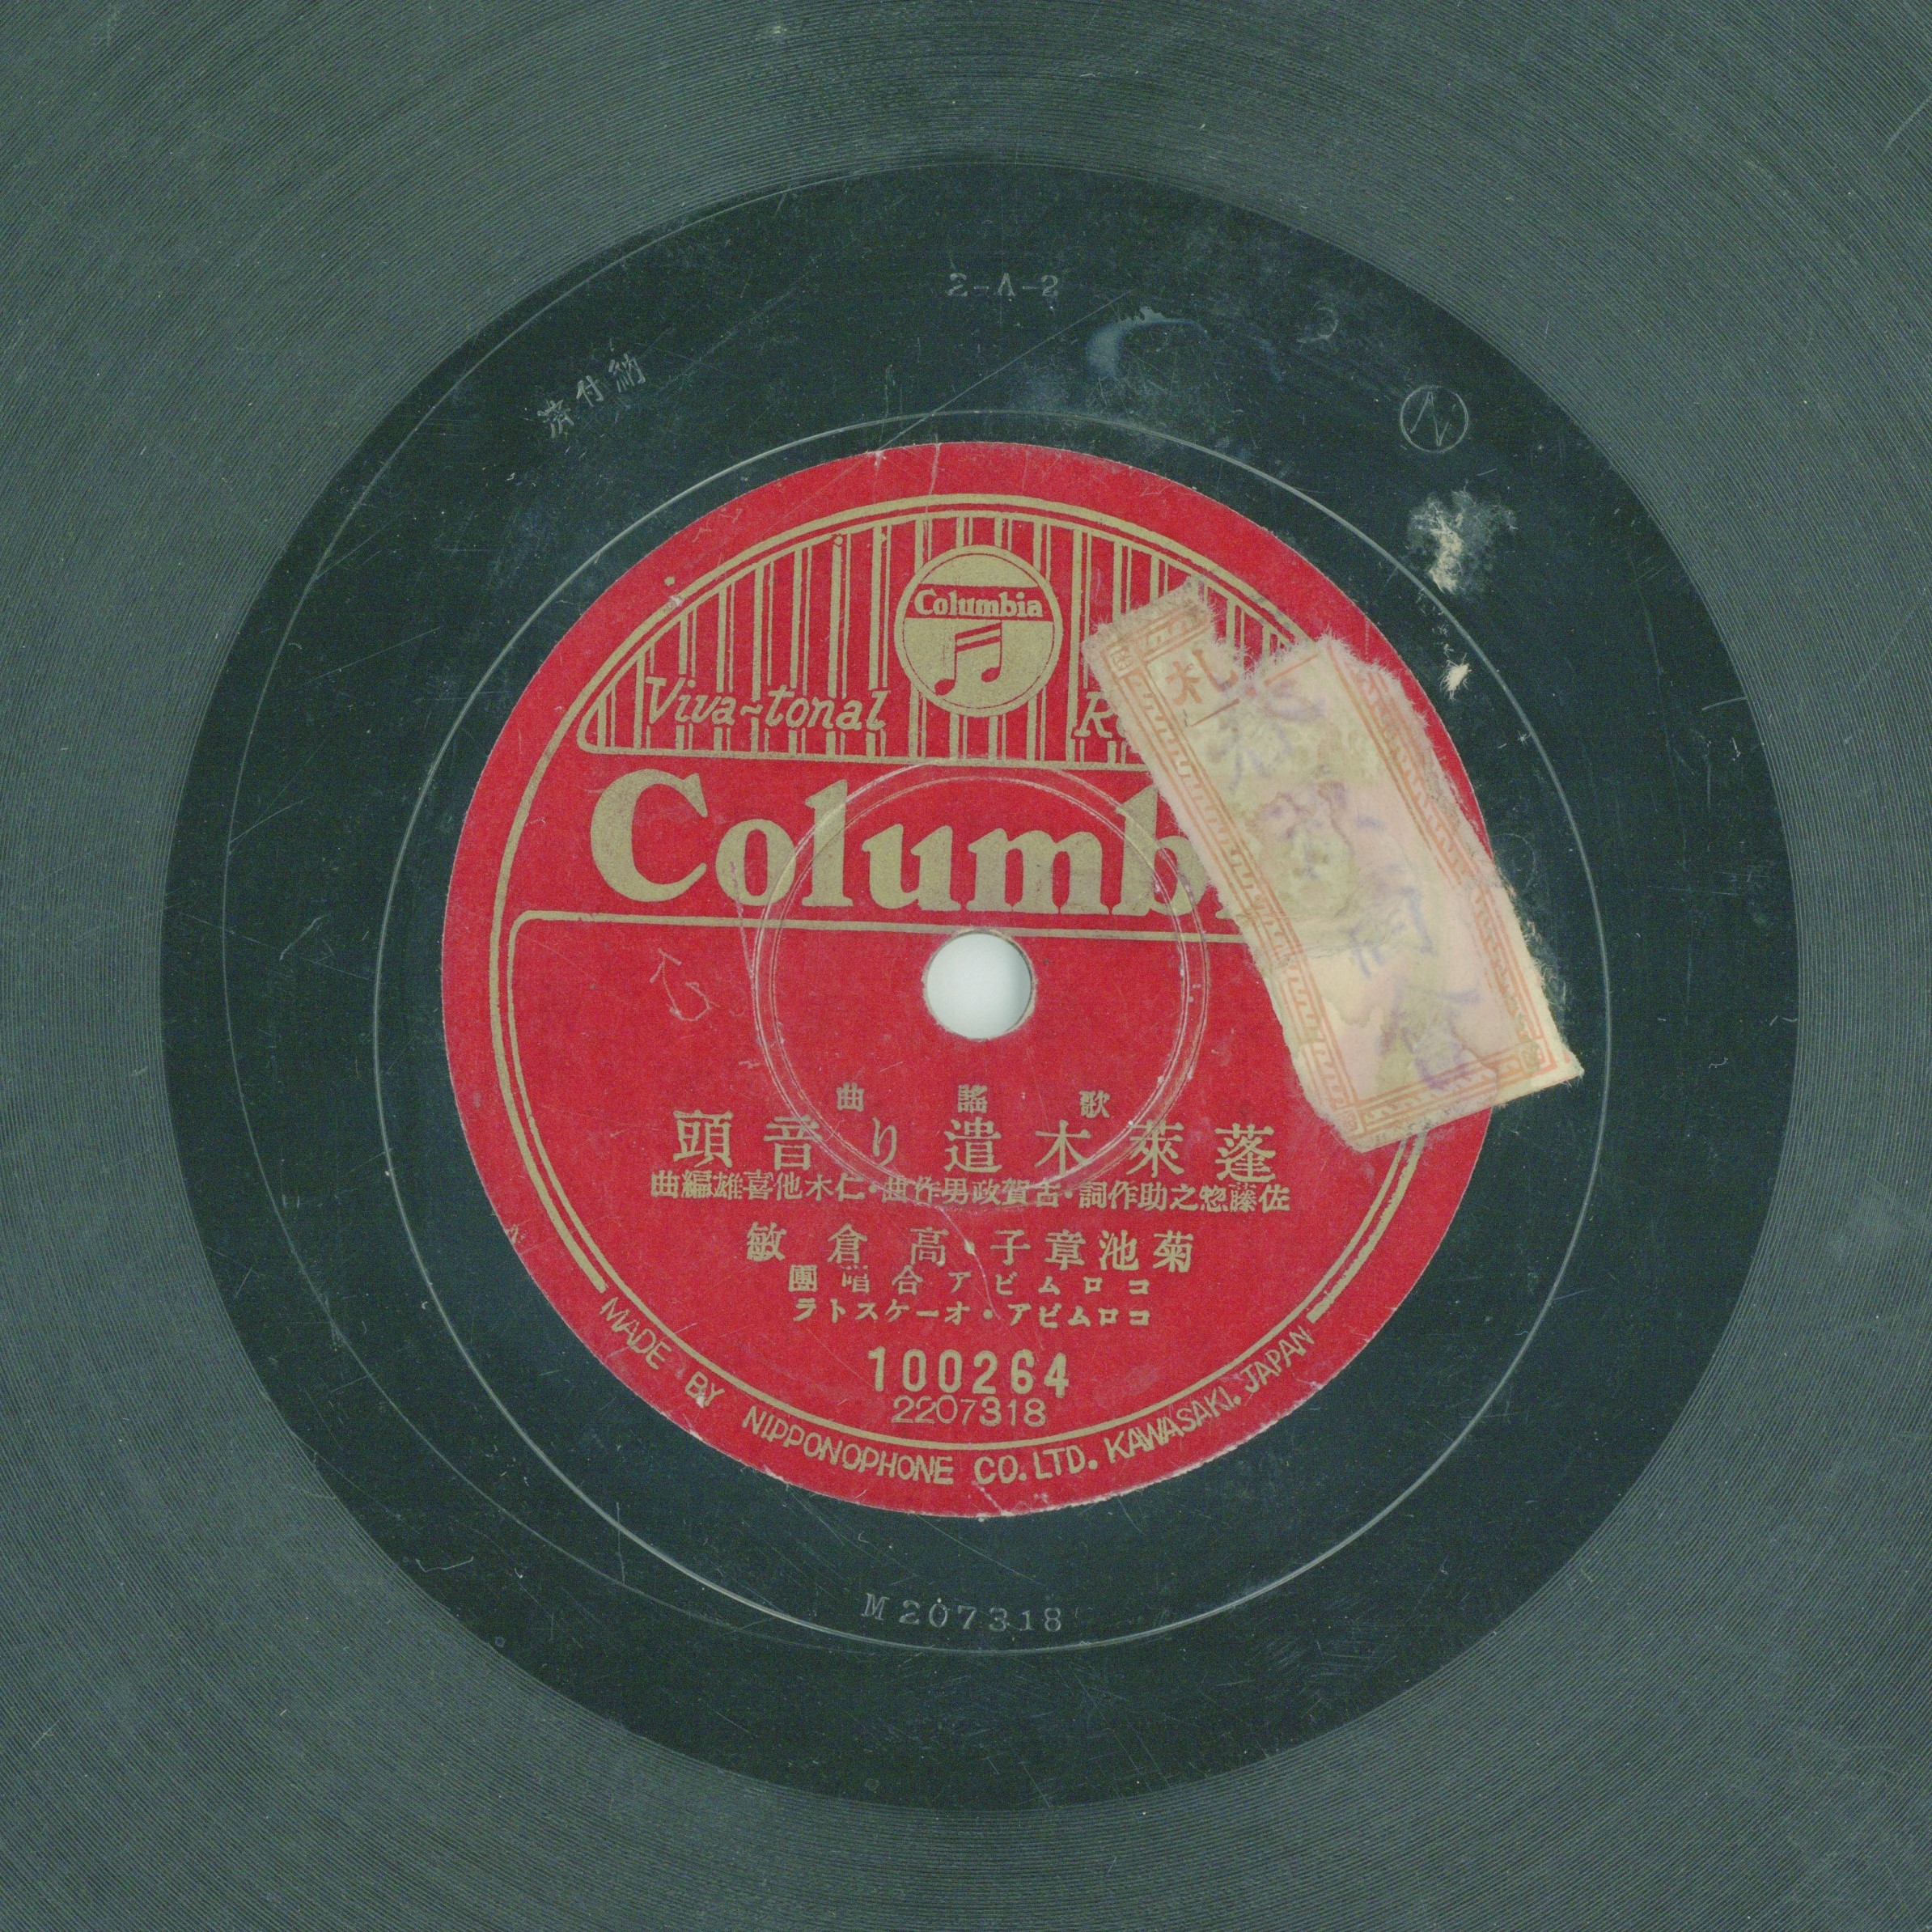 2-A-2
納付済
N
Columbia
Viva-tonal
札
Columb
歌謠曲
蓬萊木遣り音頭
佐藤惣之助作詞・古賀政男作曲・仁木他喜雄編曲
菊池章子・高倉敏
コロムビア合唱團
コロムビア・オーケストラ
100264
2207318
MADE BY NIPPONOPHONE CO. LTD. KAWASAKI, JAPAN
M207318